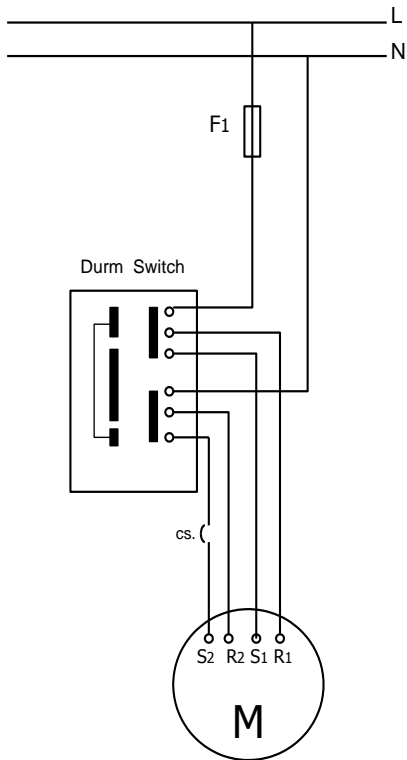 L
N
F1
Durm Switch
cs.
S2 R2 S1 R1
M